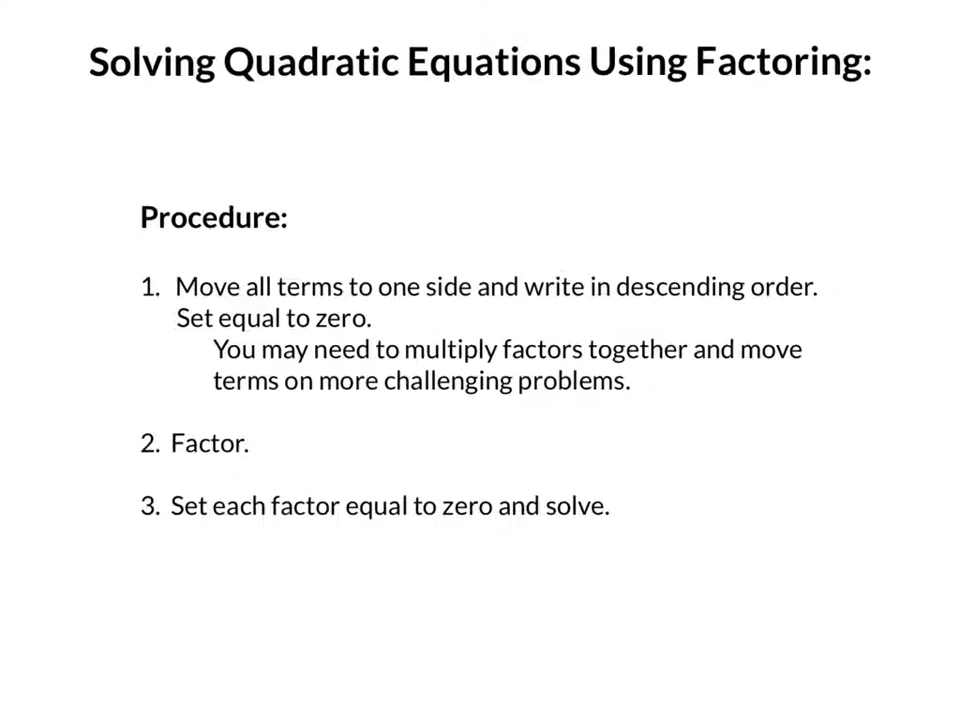 Solving Quadratic Equations Using Factoring:
Procedure:
1. Move all terms to one side and write in descending order.
Set equal to zero.
You may need to multiply factors together and move
terms on more challenging problems.
2. Factor.
3. Set each factor equal to zero and solve.